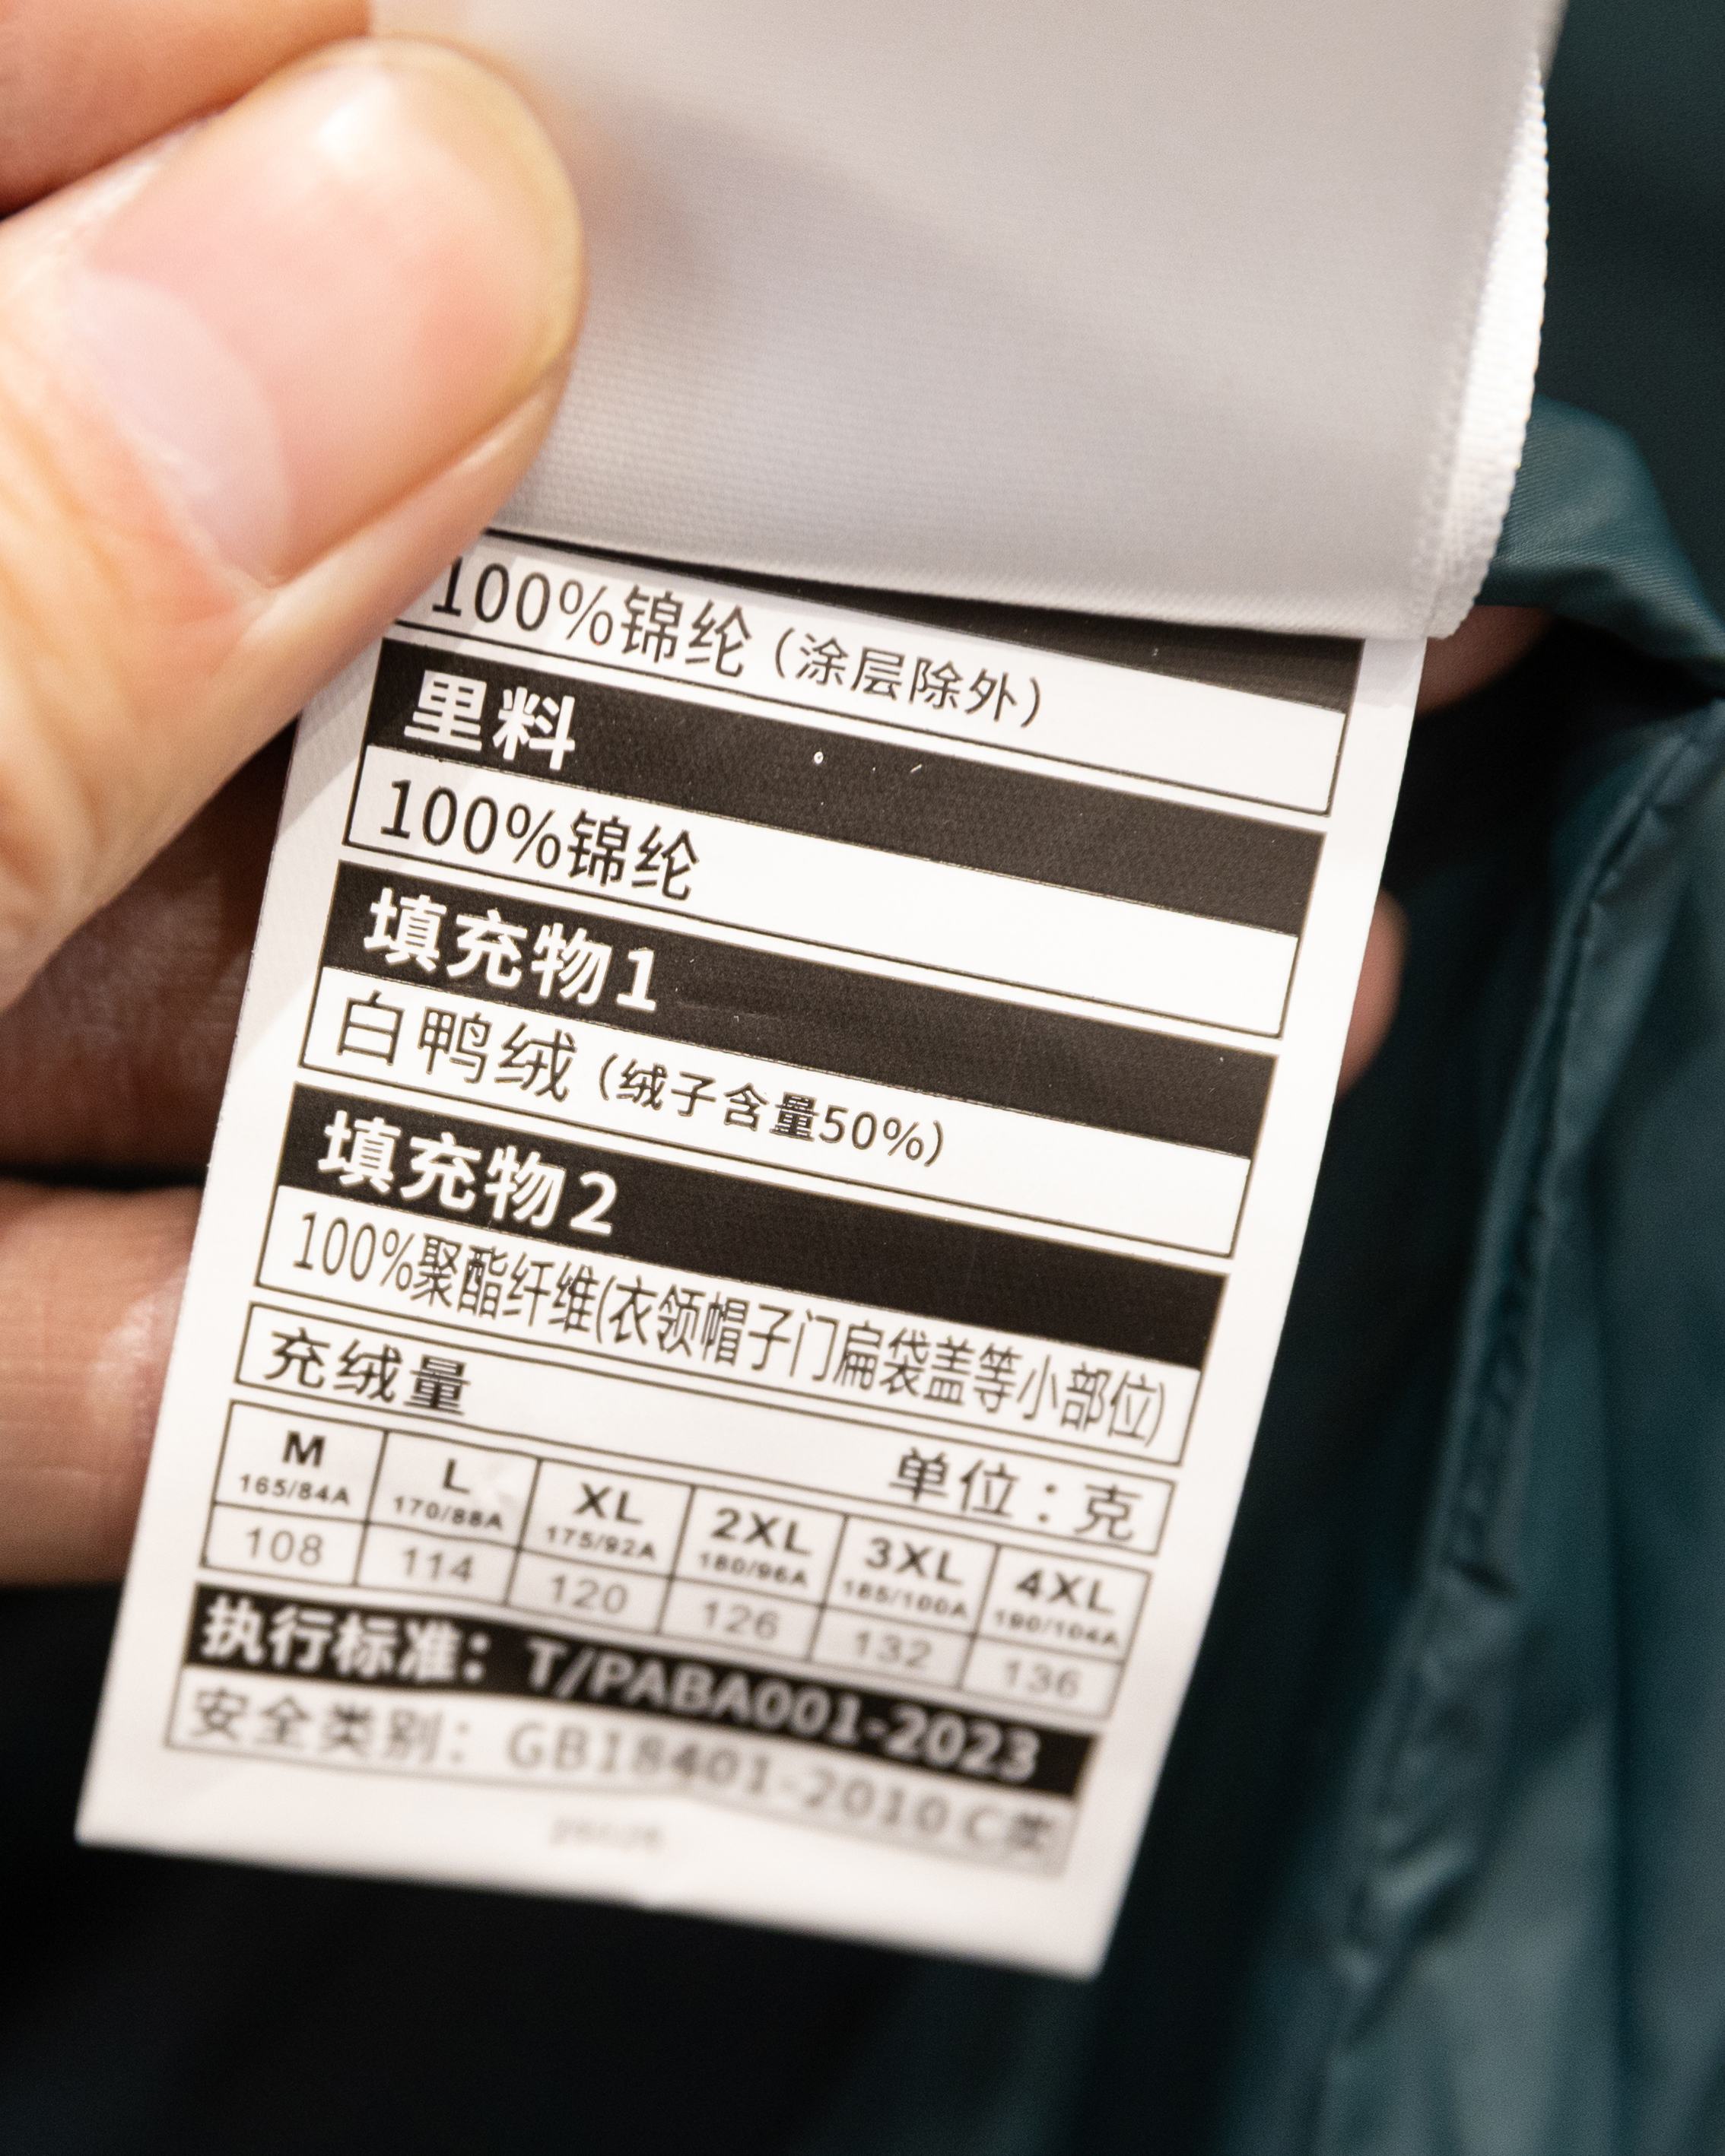 100%锦纶（涂层除外）
里料
100%锦纶
填充物1
白鸭绒（绒子含量50%）
填充物2
100%聚酯纤维(衣领帽子门扁袋盖等小部位)
充绒量
单位：克
M L XL 2XL 3XL 4XL
165/84A 170/88A 175/92A 180/96A 185/100A 190/104A
108 114 120 126 132 136
执行标准：T/PABA001-2023
安全类别：GB18401-2010 C类